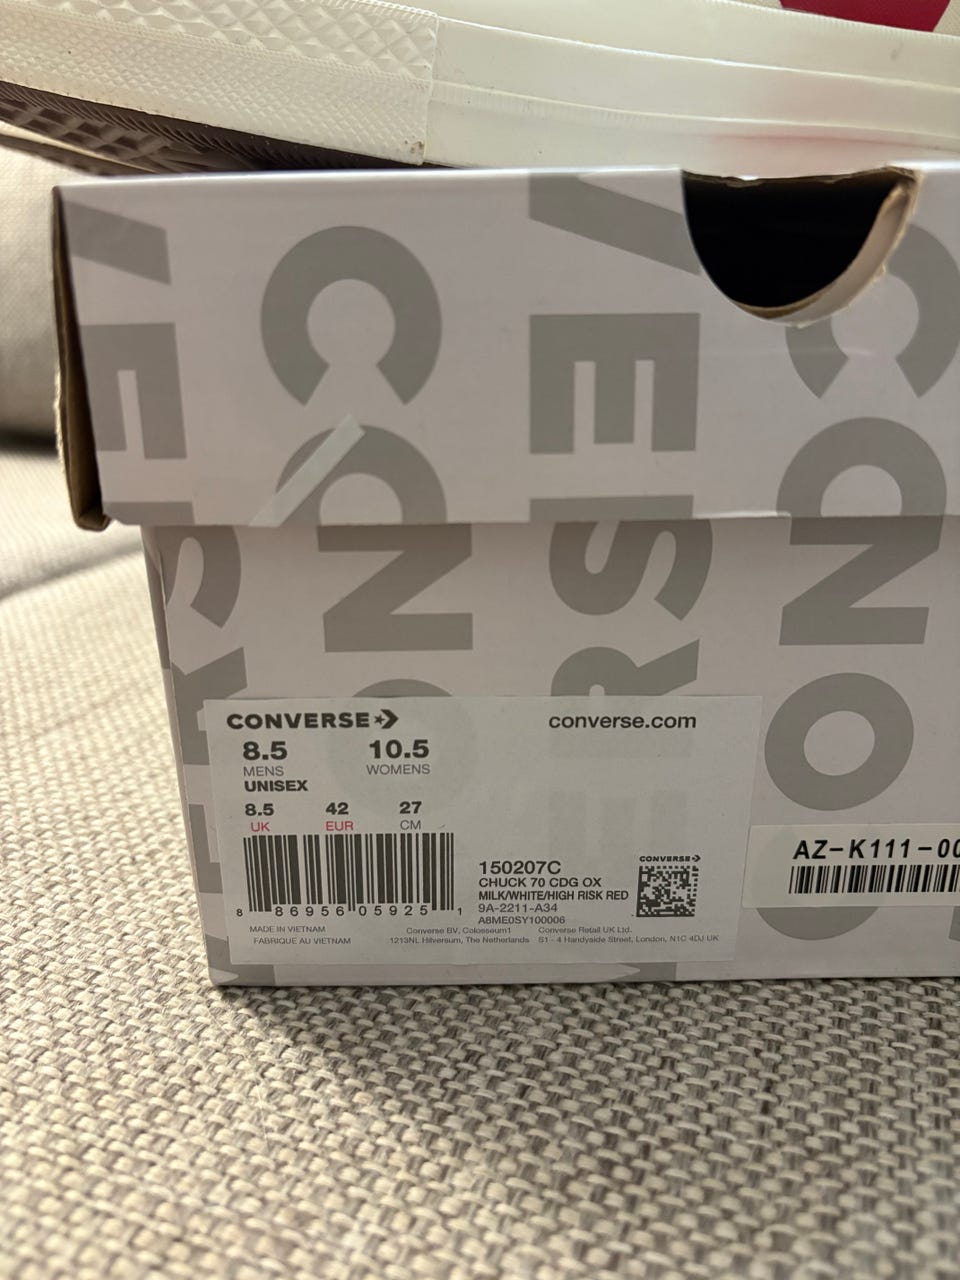 CONVERSE
CONVERSE
CONVERSE
converse.com
8.5 10.5
MENS WOMENS
UNISEX
8.5 42 27
UK EUR CM
8 86956 05925 1
150207C
CHUCK 70 CDG OX
MILK/WHITE/HIGH RISK RED
9A-2211-A34
A8ME0SY100006
CONVERSE
MADE IN VIETNAM
FABRIQUE AU VIETNAM
Converse BV, Colosseum1
1213NL Hilversum, The Netherlands
Converse Retail UK Ltd.
S1 - 4 Handyside Street, London, N1C 4DJ UK
AZ-K111-00